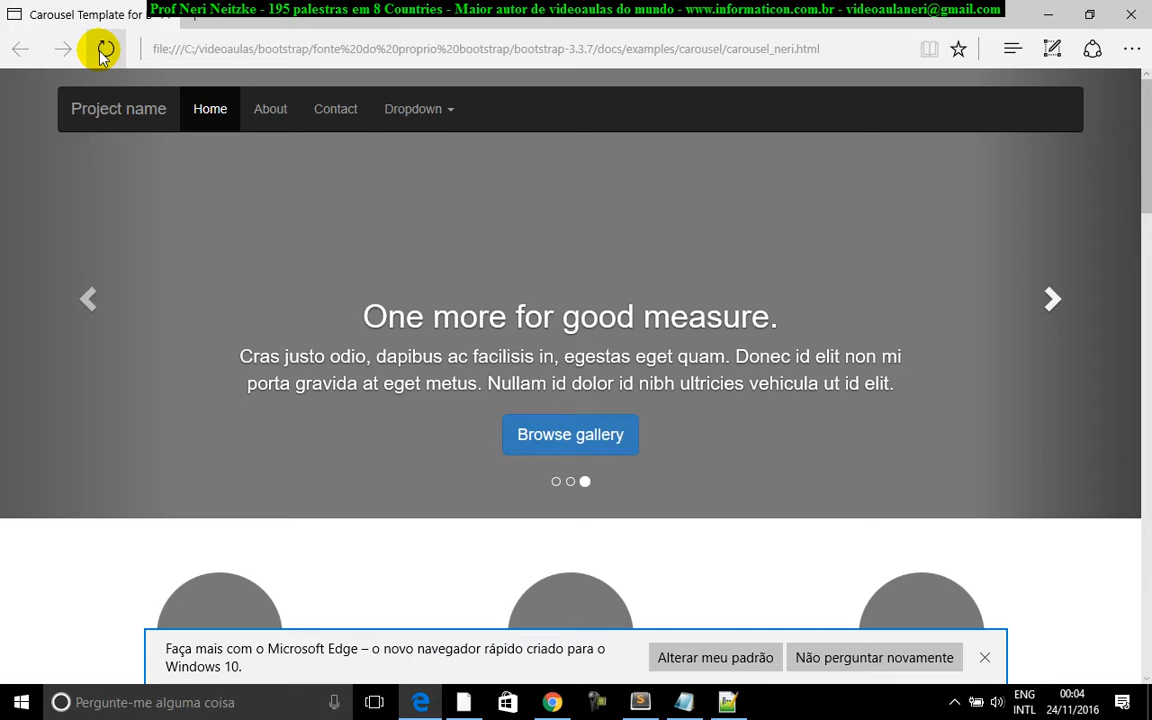 Prof Neri Neitzke - 195 palestras em 8 Countries - Maior autor de videoaulas do mundo - www.informaticon.com.br - videoaulaneri@gmail.com
Carousel Template for
file:///C:/videoaulas/bootstrap/fonte%20do%20proprio%20bootstrap/bootstrap-3.3.7/docs/examples/carousel/carousel_neri.html
Project name Home About Contact Dropdown
One more for good measure.
Cras justo odio, dapibus ac facilisis in, egestas eget quam. Donec id elit non mi
porta gravida at eget metus. Nullam id dolor id nibh ultricies vehicula ut id elit.
Browse gallery
Faça mais com o Microsoft Edge – o novo navegador rápido criado para o
Windows 10.
Alterar meu padrão Não perguntar novamente
Pergunte-me alguma coisa
ENG 00:04
INTL 24/11/2016